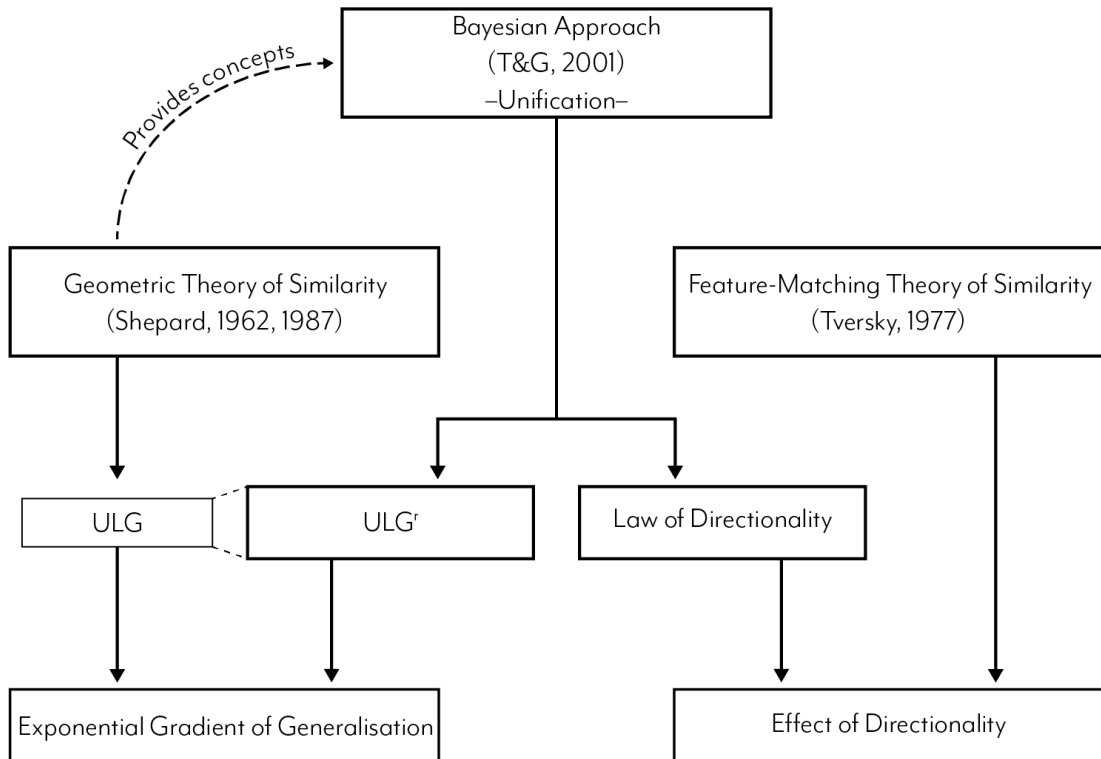 Bayesian Approach
(T&G, 2001)
–Unification–
Provides concepts
Geometric Theory of Similarity
(Shepard, 1962, 1987)
Feature-Matching Theory of Similarity
(Tversky, 1977)
ULG
ULGʳ
Law of Directionality
Exponential Gradient of Generalisation
Effect of Directionality